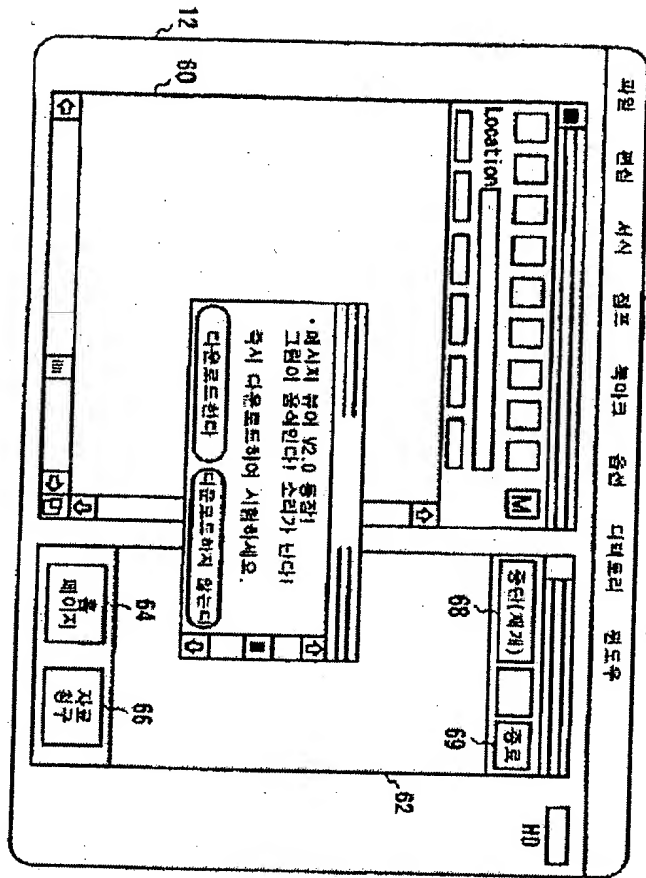 파일 편집 서식 점프 북마크 옵션 디렉토리 윈도우
HD
12
60
Location
M
중단(재개)
종료
68
69
62
· 메시지 뷰어 V2.0 등장!
그림이 움직인다! 소리가 난다!
즉시 다운로드하여 시험하세요.
다운로드한다
다운로드하지 않는다
홈
페이지
자료
청구
64
66